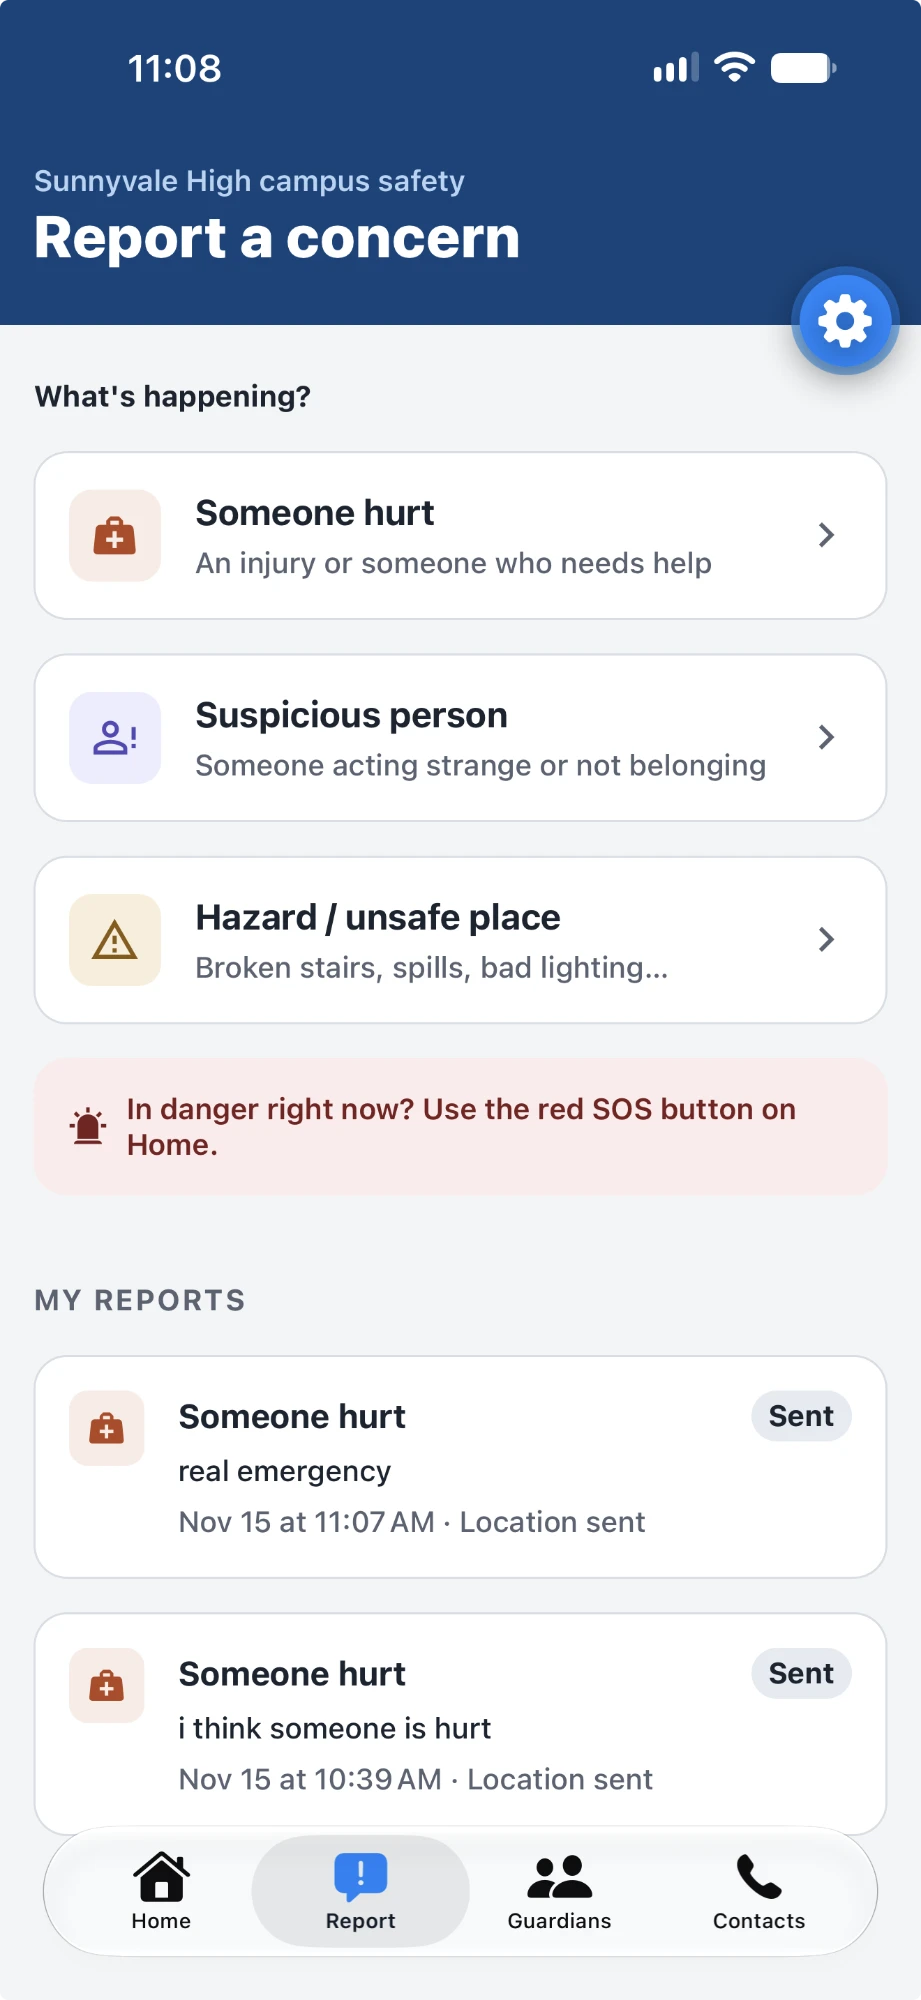 11:08
Sunnyvale High campus safety
Report a concern
What's happening?
Someone hurt
An injury or someone who needs help
Suspicious person
Someone acting strange or not belonging
Hazard / unsafe place
Broken stairs, spills, bad lighting...
In danger right now? Use the red SOS button on
Home.
MY REPORTS
Someone hurt
Sent
real emergency
Nov 15 at 11:07 AM · Location sent
Someone hurt
Sent
i think someone is hurt
Nov 15 at 10:39 AM · Location sent
Home
Report
Guardians
Contacts